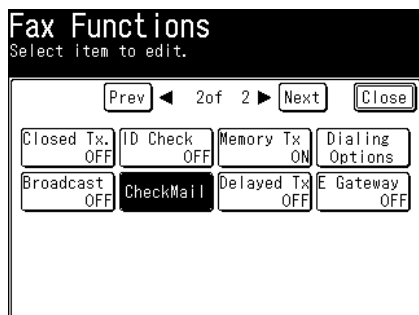 Fax Functions
Select item to edit.
Prev ◀ 2of 2 ▶ Next Close
Closed Tx. OFF ID Check OFF Memory Tx ON Dialing Options
Broadcast OFF CheckMail Delayed Tx OFF E Gateway OFF